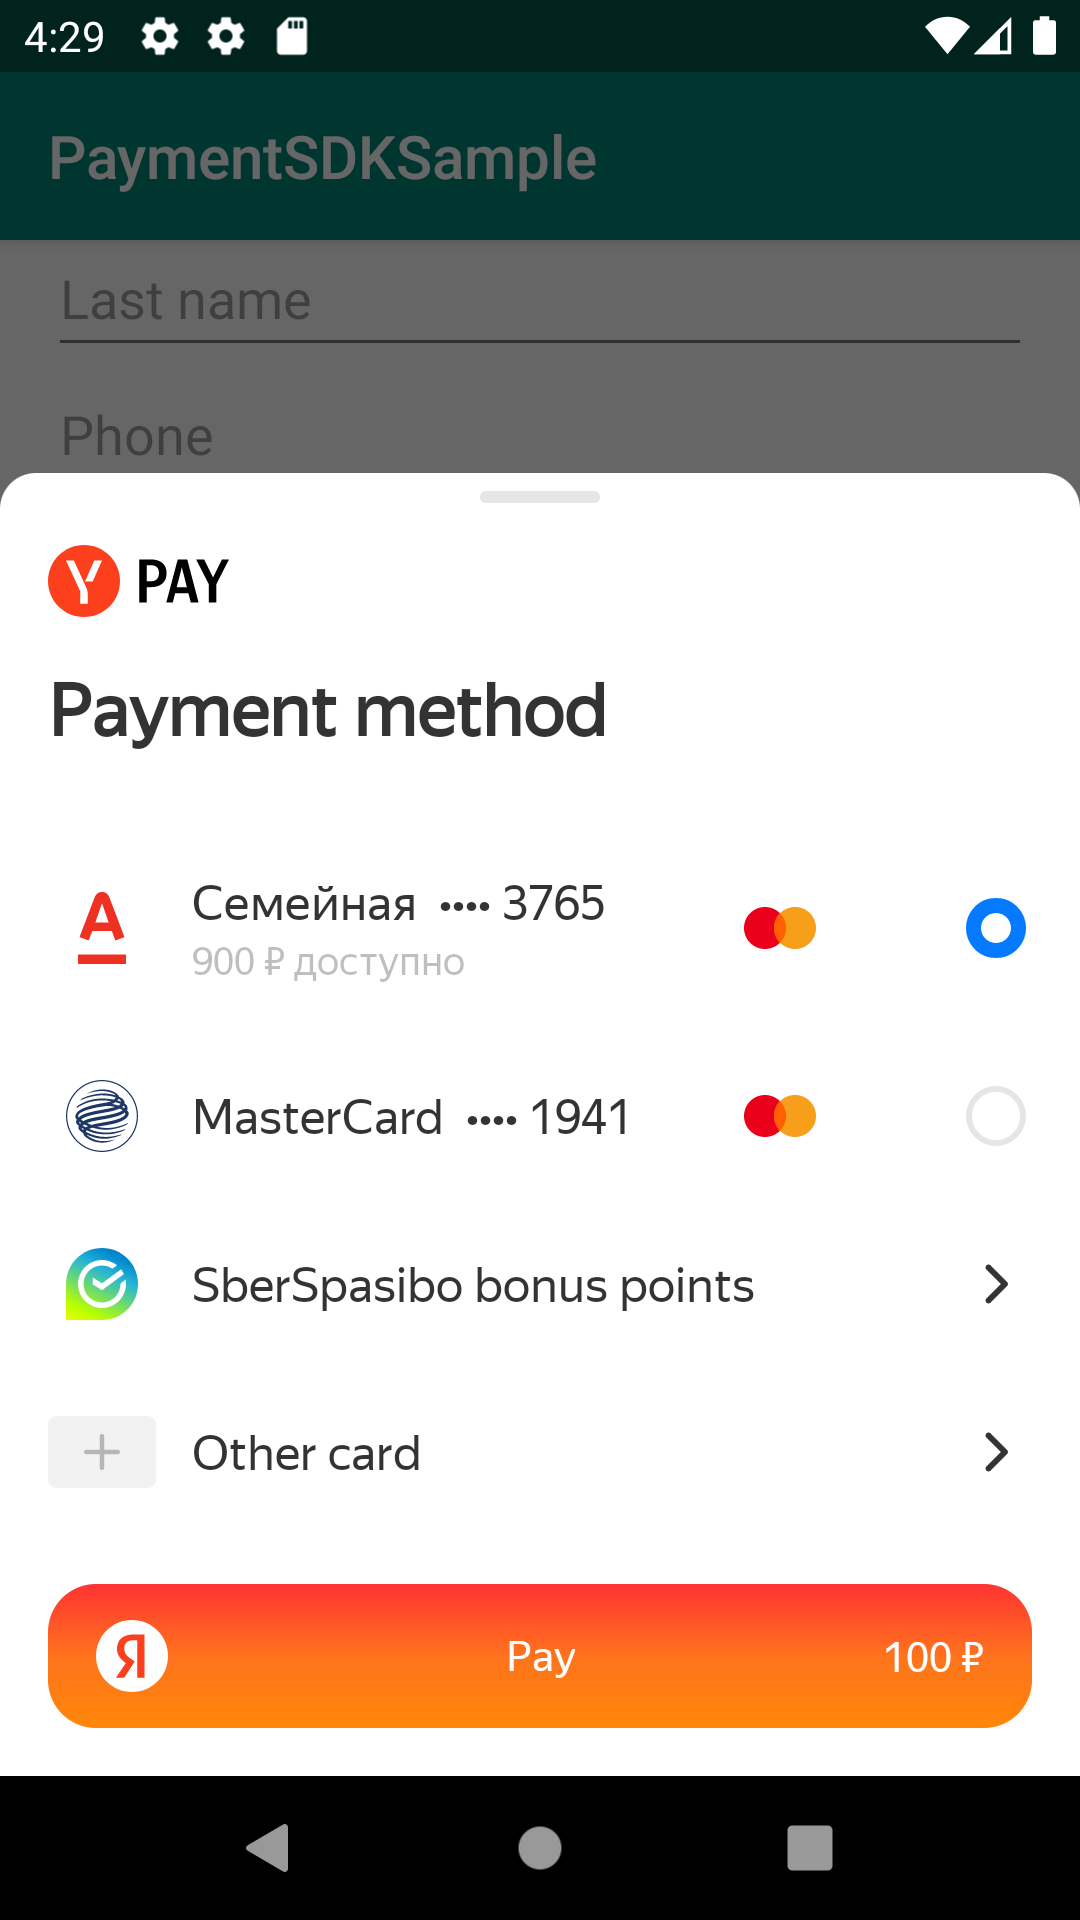 4:29
PaymentSDKSample
Last name
Phone
Y PAY
Payment method
Семейная •••• 3765
900 ₽ доступно
MasterCard •••• 1941
SberSpasibo bonus points
Other card
Я Pay 100 ₽